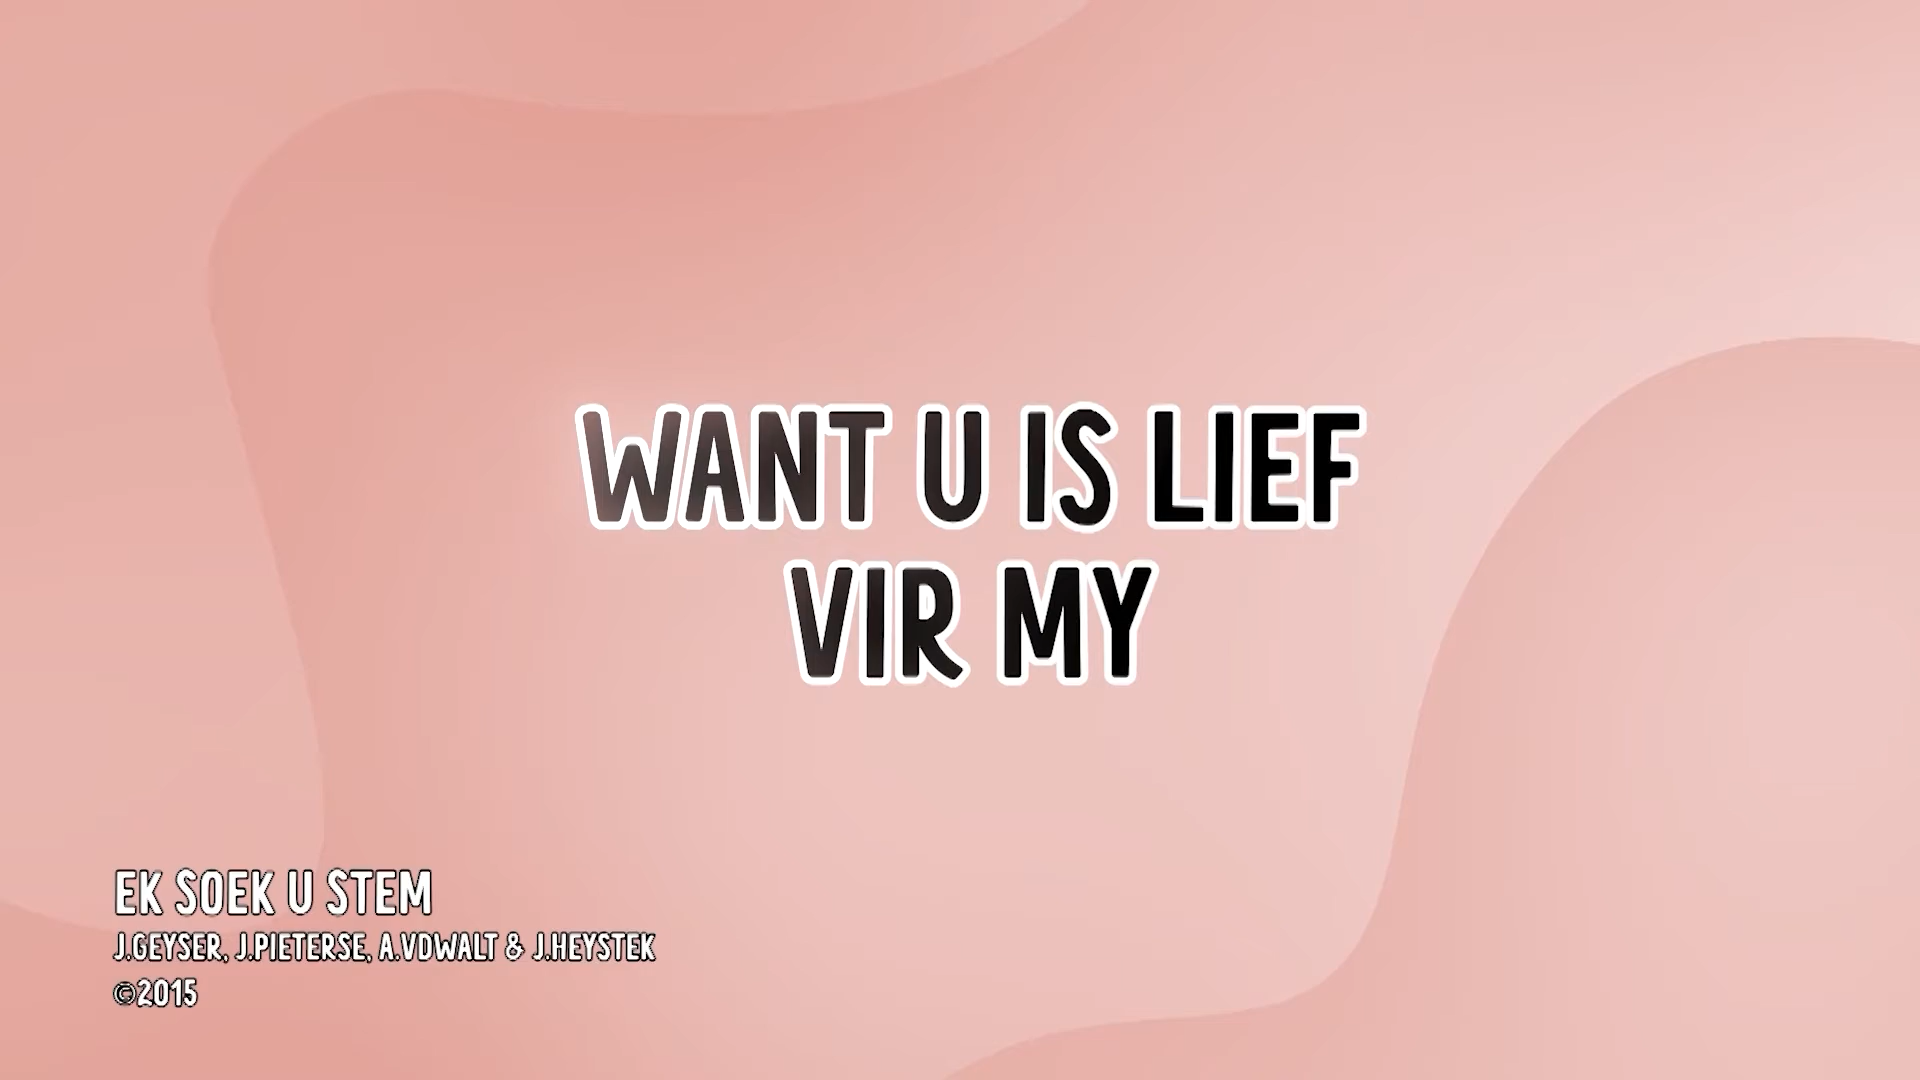 WANT U IS LIEF
VIR MY
EK SOEK U STEM
J.GEYSER, J.PIETERSE, A.VDWALT & J.HEYSTEK
©2015